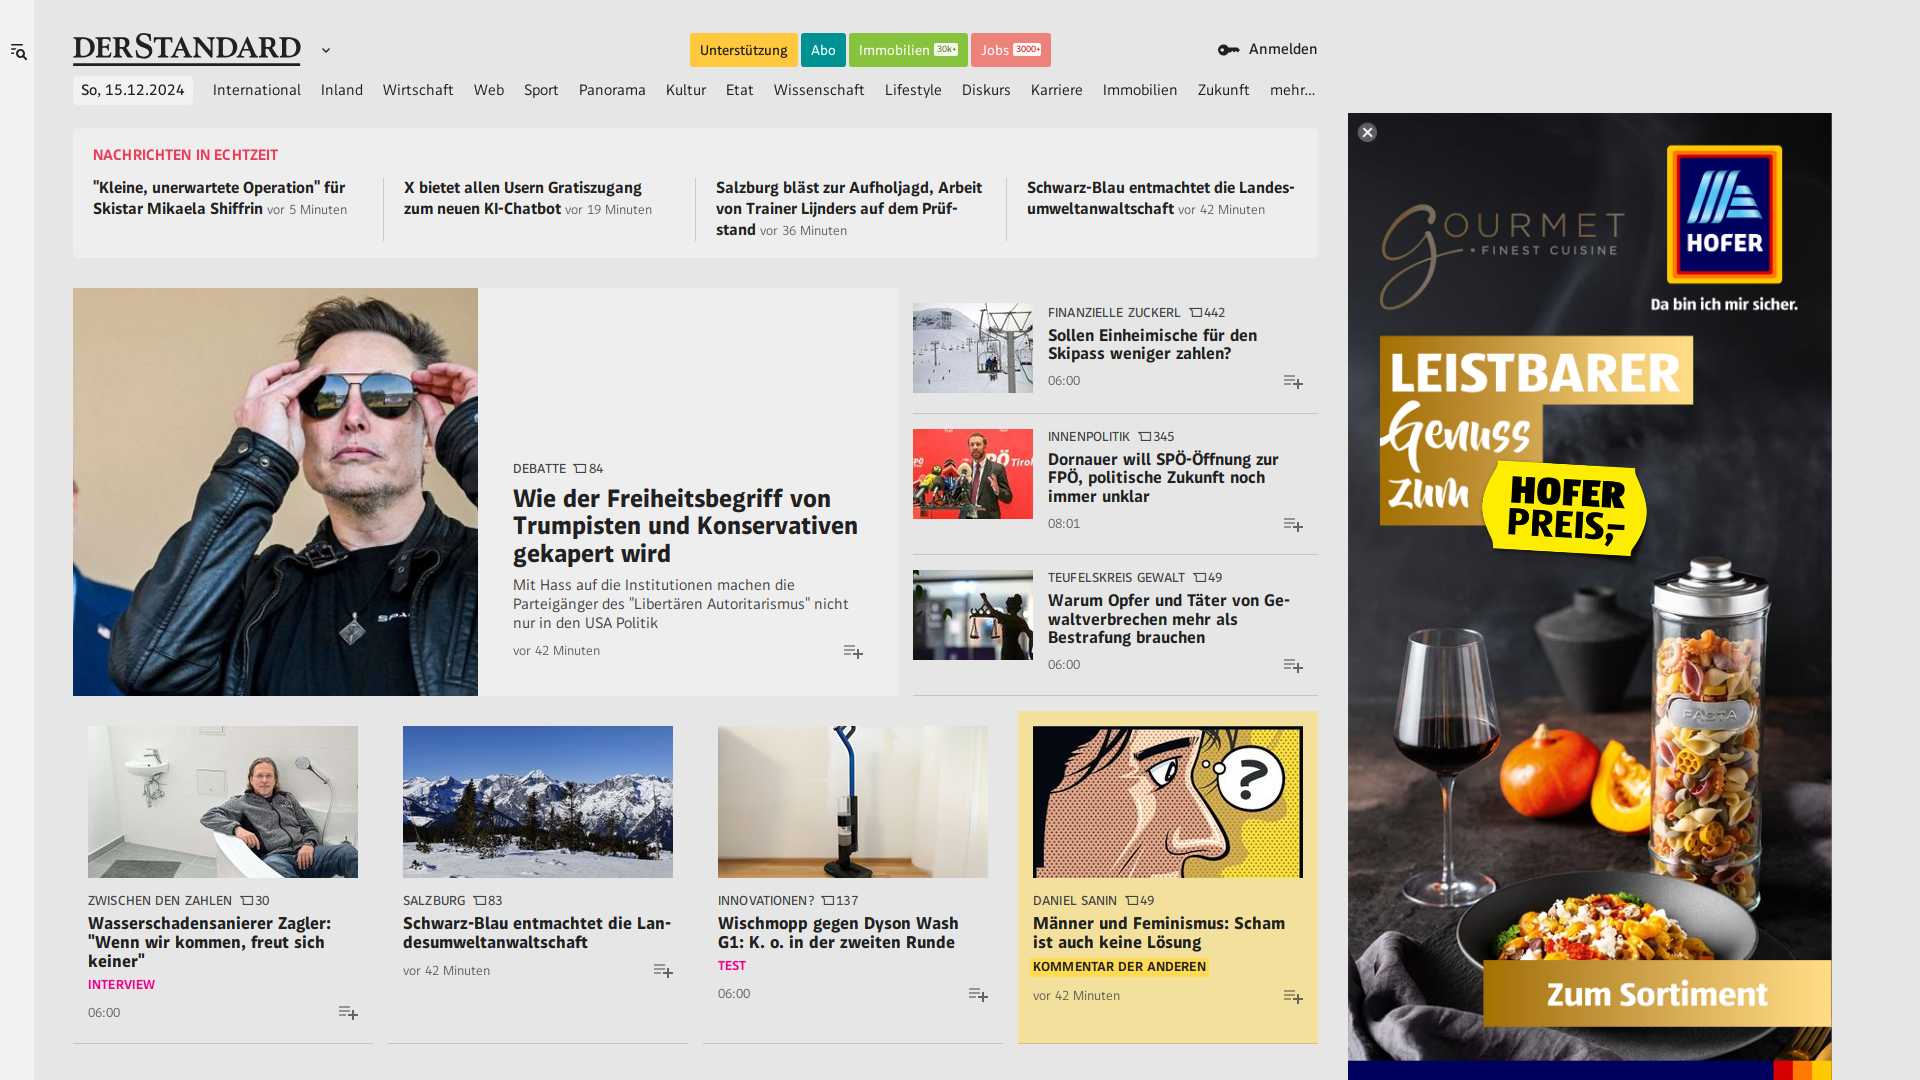 DERSTANDARD
Unterstützung
Abo
Immobilien 30k+
Jobs 3000+
Anmelden
So, 15.12.2024
International
Inland
Wirtschaft
Web
Sport
Panorama
Kultur
Etat
Wissenschaft
Lifestyle
Diskurs
Karriere
Immobilien
Zukunft
mehr...
NACHRICHTEN IN ECHTZEIT
"Kleine, unerwartete Operation" für
Skistar Mikaela Shiffrin vor 5 Minuten
X bietet allen Usern Gratiszugang
zum neuen KI-Chatbot vor 19 Minuten
Salzburg bläst zur Aufholjagd, Arbeit
von Trainer Lijnders auf dem Prüf-
stand vor 36 Minuten
Schwarz-Blau entmachtet die Landes-
umweltanwaltschaft vor 42 Minuten
DEBATTE 84
Wie der Freiheitsbegriff von
Trumpisten und Konservativen
gekapert wird
Mit Hass auf die Institutionen machen die
Parteigänger des "Libertären Autoritarismus" nicht
nur in den USA Politik
vor 42 Minuten
FINANZIELLE ZUCKERL 442
Sollen Einheimische für den
Skipass weniger zahlen?
06:00
INNENPOLITIK 345
Dornauer will SPÖ-Öffnung zur
FPÖ, politische Zukunft noch
immer unklar
08:01
TEUFELSKREIS GEWALT 49
Warum Opfer und Täter von Ge-
waltverbrechen mehr als
Bestrafung brauchen
06:00
ZWISCHEN DEN ZAHLEN 30
Wasserschadensanierer Zagler:
"Wenn wir kommen, freut sich
keiner"
INTERVIEW
06:00
SALZBURG 83
Schwarz-Blau entmachtet die Lan-
desumweltanwaltschaft
vor 42 Minuten
INNOVATIONEN? 137
Wischmopp gegen Dyson Wash
G1: K. o. in der zweiten Runde
TEST
06:00
?
DANIEL SANIN 49
Männer und Feminismus: Scham
ist auch keine Lösung
KOMMENTAR DER ANDEREN
vor 42 Minuten
GOURMET
FINEST CUISINE
HOFER
Da bin ich mir sicher.
LEISTBARER
Genuss
zum
HOFER
PREIS,-
PASTA
Zum Sortiment